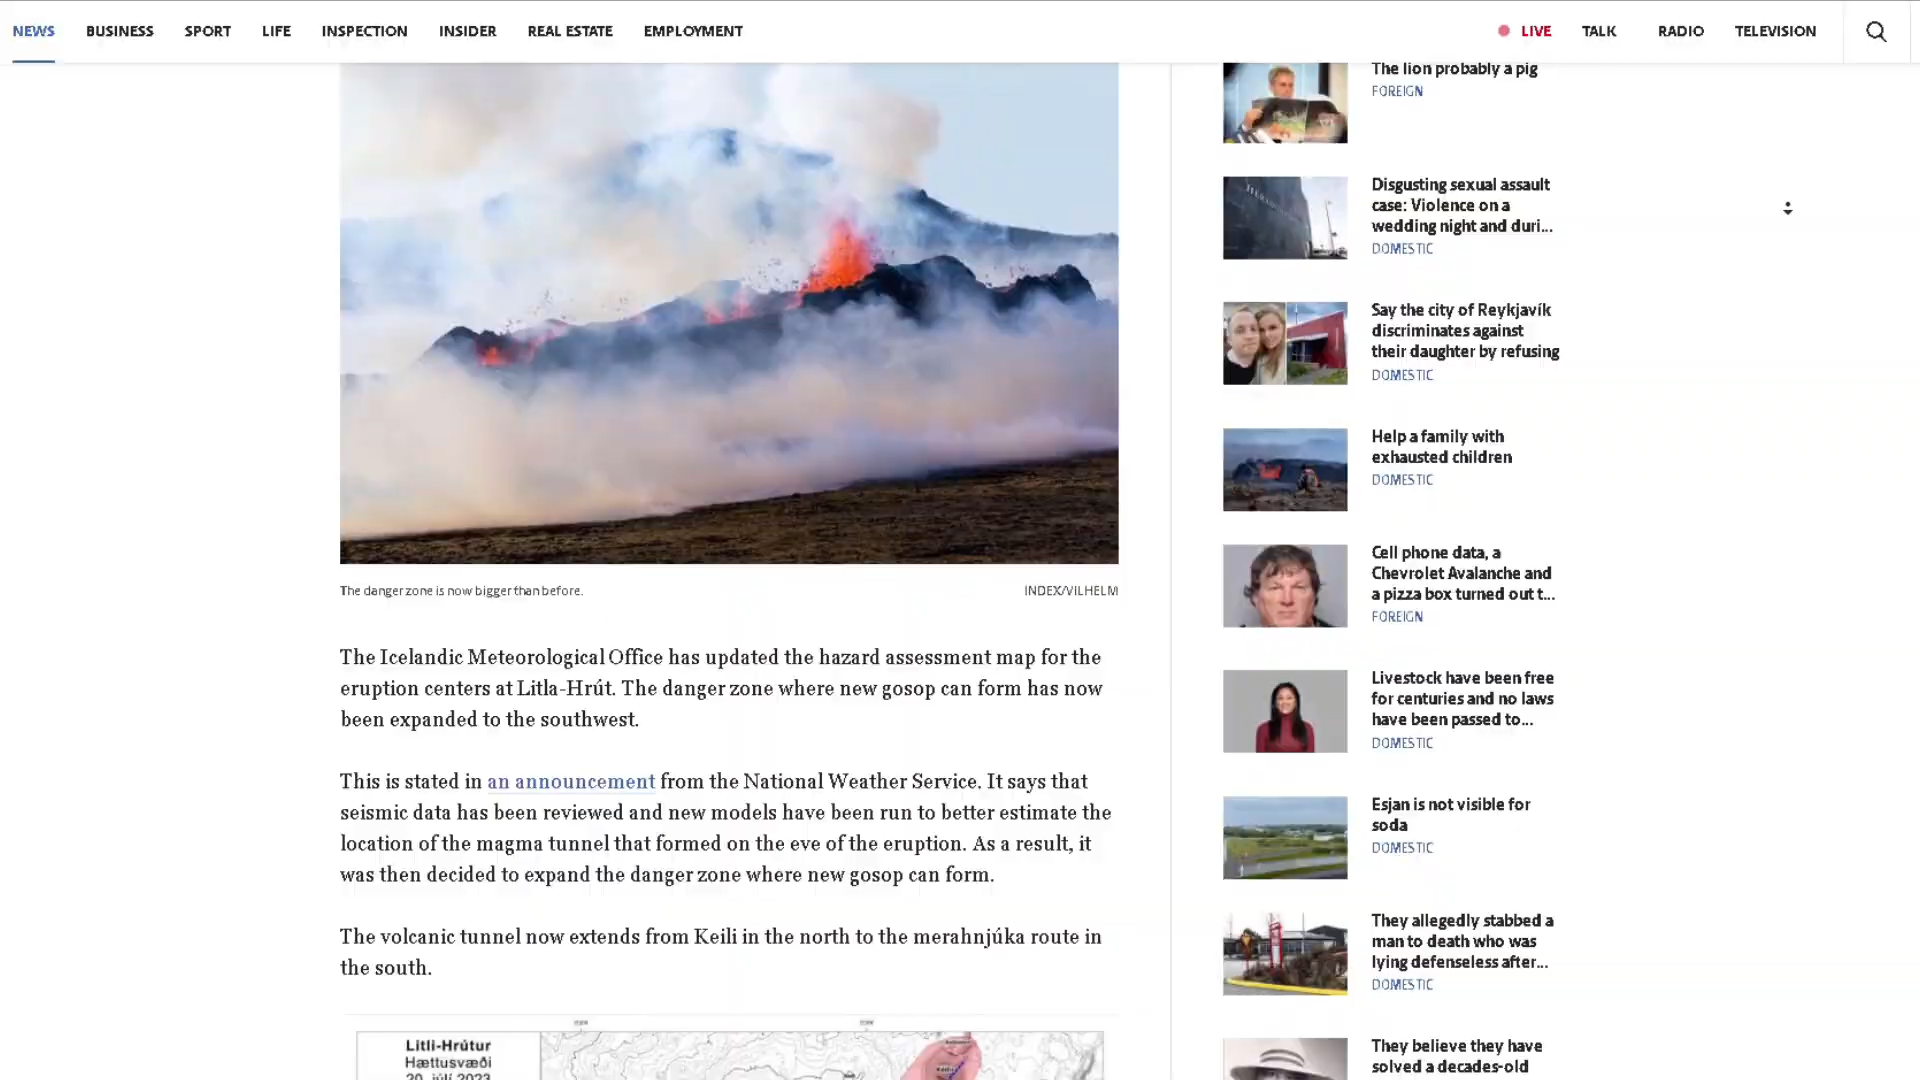 NEWS BUSINESS SPORT LIFE INSPECTION INSIDER REAL ESTATE EMPLOYMENT LIVE TALK RADIO TELEVISION
The danger zone is now bigger than before.
INDEX/VILHELM
The Icelandic Meteorological Office has updated the hazard assessment map for the
eruption centers at Litla-Hrút. The danger zone where new gosop can form has now
been expanded to the southwest.
This is stated in an announcement from the National Weather Service. It says that
seismic data has been reviewed and new models have been run to better estimate the
location of the magma tunnel that formed on the eve of the eruption. As a result, it
was then decided to expand the danger zone where new gosop can form.
The volcanic tunnel now extends from Keili in the north to the merahnjúka route in
the south.
Litli-Hrútur
Hættusvæði
20. júlí 2023
The lion probably a pig
FOREIGN
Disgusting sexual assault
case: Violence on a
wedding night and duri...
DOMESTIC
Say the city of Reykjavík
discriminates against
their daughter by refusing
DOMESTIC
Help a family with
exhausted children
DOMESTIC
Cell phone data, a
Chevrolet Avalanche and
a pizza box turned out t...
FOREIGN
Livestock have been free
for centuries and no laws
have been passed to...
DOMESTIC
Esjan is not visible for
soda
DOMESTIC
They allegedly stabbed a
man to death who was
lying defenseless after...
DOMESTIC
They believe they have
solved a decades-old